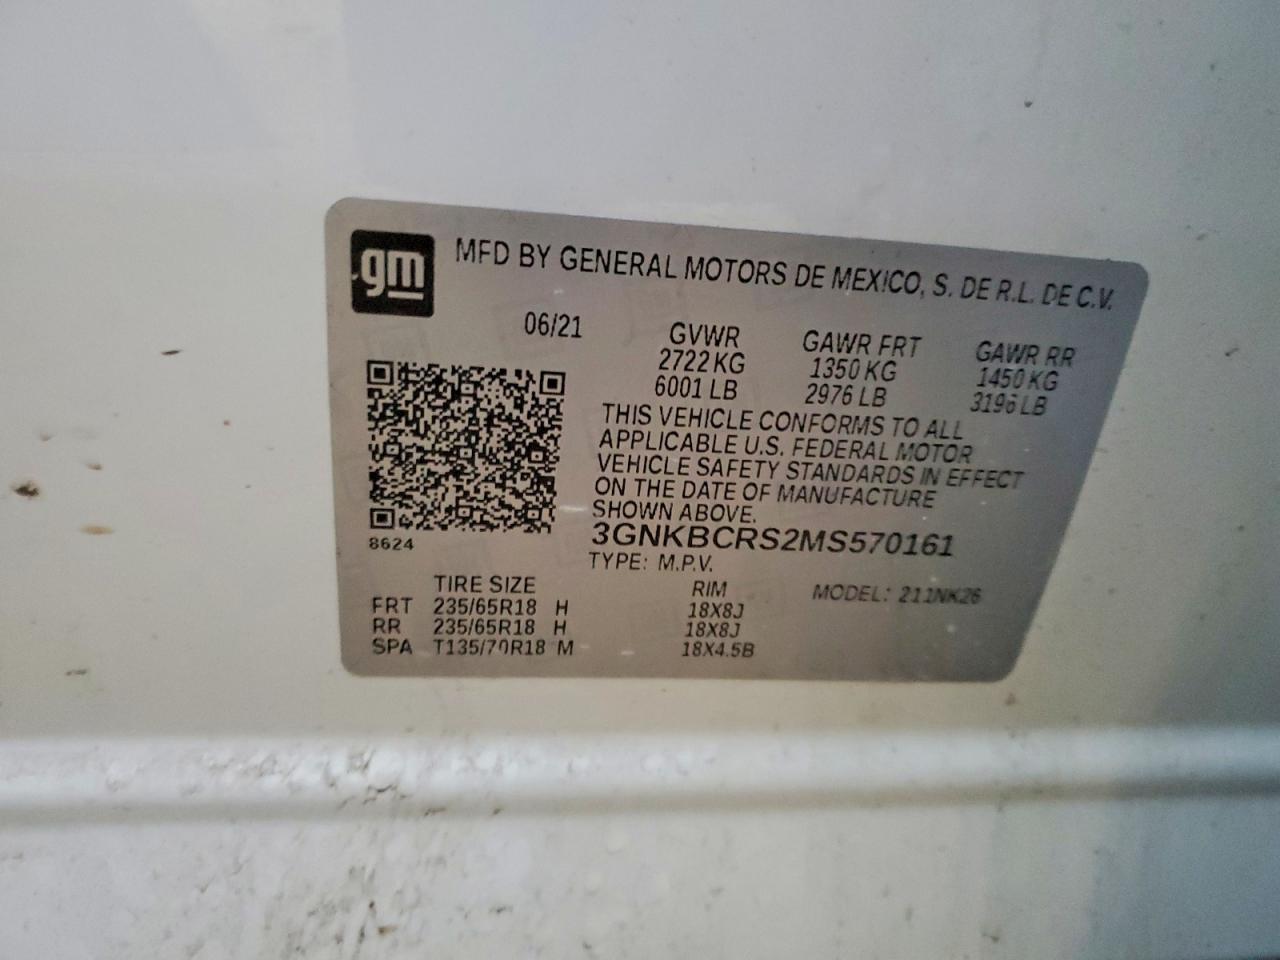 gm
MFD BY GENERAL MOTORS DE MEXICO, S. DE R.L. DE C.V.
06/21 GVWR GAWR FRT GAWR RR
2722 KG 1350 KG 1450 KG
6001 LB 2976 LB 3196 LB
THIS VEHICLE CONFORMS TO ALL
APPLICABLE U.S. FEDERAL MOTOR
VEHICLE SAFETY STANDARDS IN EFFECT
ON THE DATE OF MANUFACTURE
SHOWN ABOVE.
3GNKBCRS2MS570161
8624
TYPE: M.P.V.
TIRE SIZE RIM MODEL: 211NK26
FRT 235/65R18 H 18X8J
RR 235/65R18 H 18X8J
SPA T135/70R18 M 18X4.5B